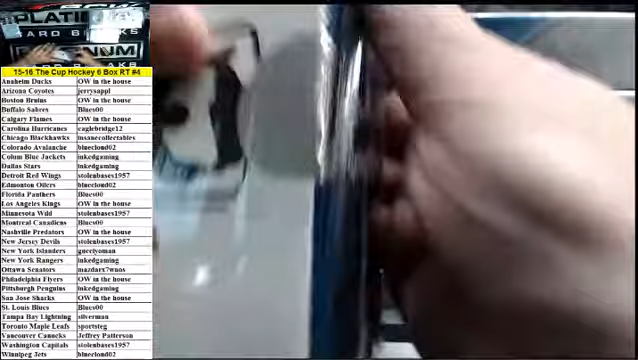 PLATINUM
CARD BREAKS
15-16 The Cup Hockey 6 Box RT #4
Anaheim Ducks OW in the house
Arizona Coyotes jerrysappl
Boston Bruins OW in the house
Buffalo Sabres Blues00
Calgary Flames OW in the house
Carolina Hurricanes eaglebridge12
Chicago Blackhawks insanecollectables
Colorado Avalanche bluecloud02
Colum Blue Jackets inkedgaming
Dallas Stars inkedgaming
Detroit Red Wings stolenbases1957
Edmonton Oilers bluecloud02
Florida Panthers Blues00
Los Angeles Kings OW in the house
Minnesota Wild stolenbases1957
Montreal Canadiens Blues00
Nashville Predators OW in the house
New Jersey Devils stolenbases1957
New York Islanders
New York Rangers inkedgaming
Ottawa Senators
Philadelphia Flyers OW in the house
Pittsburgh Penguins inkedgaming
San Jose Sharks OW in the house
St. Louis Blues Blues00
Tampa Bay Lightning silverman
Toronto Maple Leafs sportsteg
Vancouver Canucks Jeffrey Patterson
Washington Capitals stolenbases1957
Winnipeg Jets bluecloud02